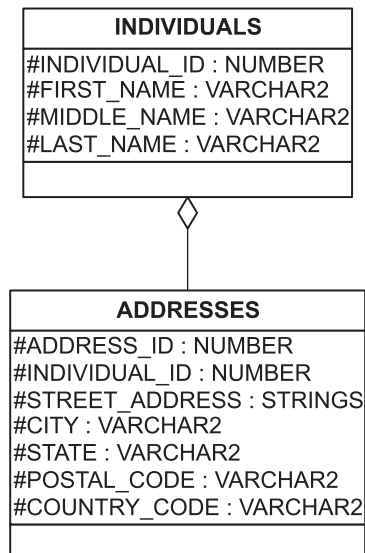 INDIVIDUALS
#INDIVIDUAL_ID : NUMBER
#FIRST_NAME : VARCHAR2
#MIDDLE_NAME : VARCHAR2
#LAST_NAME : VARCHAR2
ADDRESSES
#ADDRESS_ID : NUMBER
#INDIVIDUAL_ID : NUMBER
#STREET_ADDRESS : STRINGS
#CITY : VARCHAR2
#STATE : VARCHAR2
#POSTAL_CODE : VARCHAR2
#COUNTRY_CODE : VARCHAR2